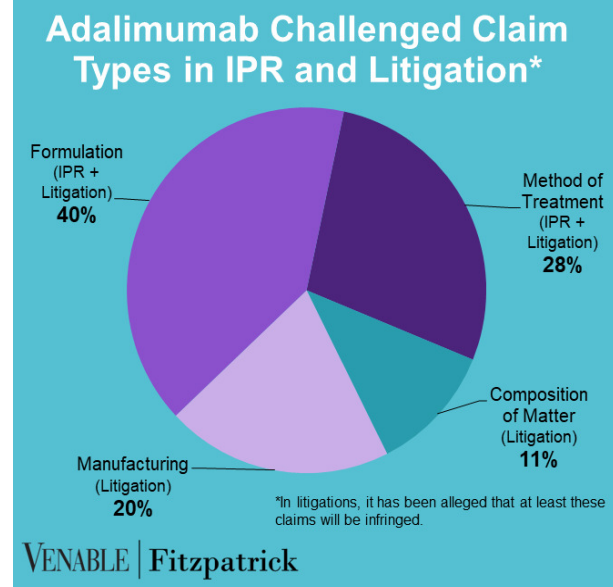 Adalimumab Challenged Claim
Types in IPR and Litigation*
Formulation
(IPR +
Litigation)
40%
Method of
Treatment
(IPR +
Litigation)
28%
Composition
of Matter
(Litigation)
11%
Manufacturing
(Litigation)
20%
*In litigations, it has been alleged that at least these
claims will be infringed.
VENABLE | Fitzpatrick